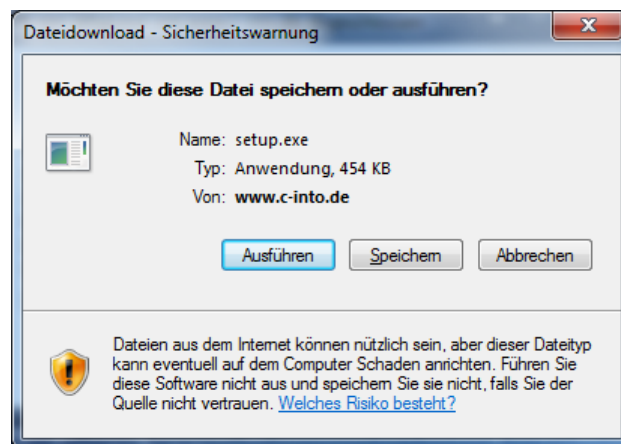 Dateidownload - Sicherheitswarnung
Möchten Sie diese Datei speichern oder ausführen?
Name: setup.exe
Typ: Anwendung, 454 KB
Von: www.c-into.de
Ausführen Speichern Abbrechen
Dateien aus dem Internet können nützlich sein, aber dieser Dateityp
kann eventuell auf dem Computer Schaden anrichten. Führen Sie
diese Software nicht aus und speichern Sie sie nicht, falls Sie der
Quelle nicht vertrauen. Welches Risiko besteht?